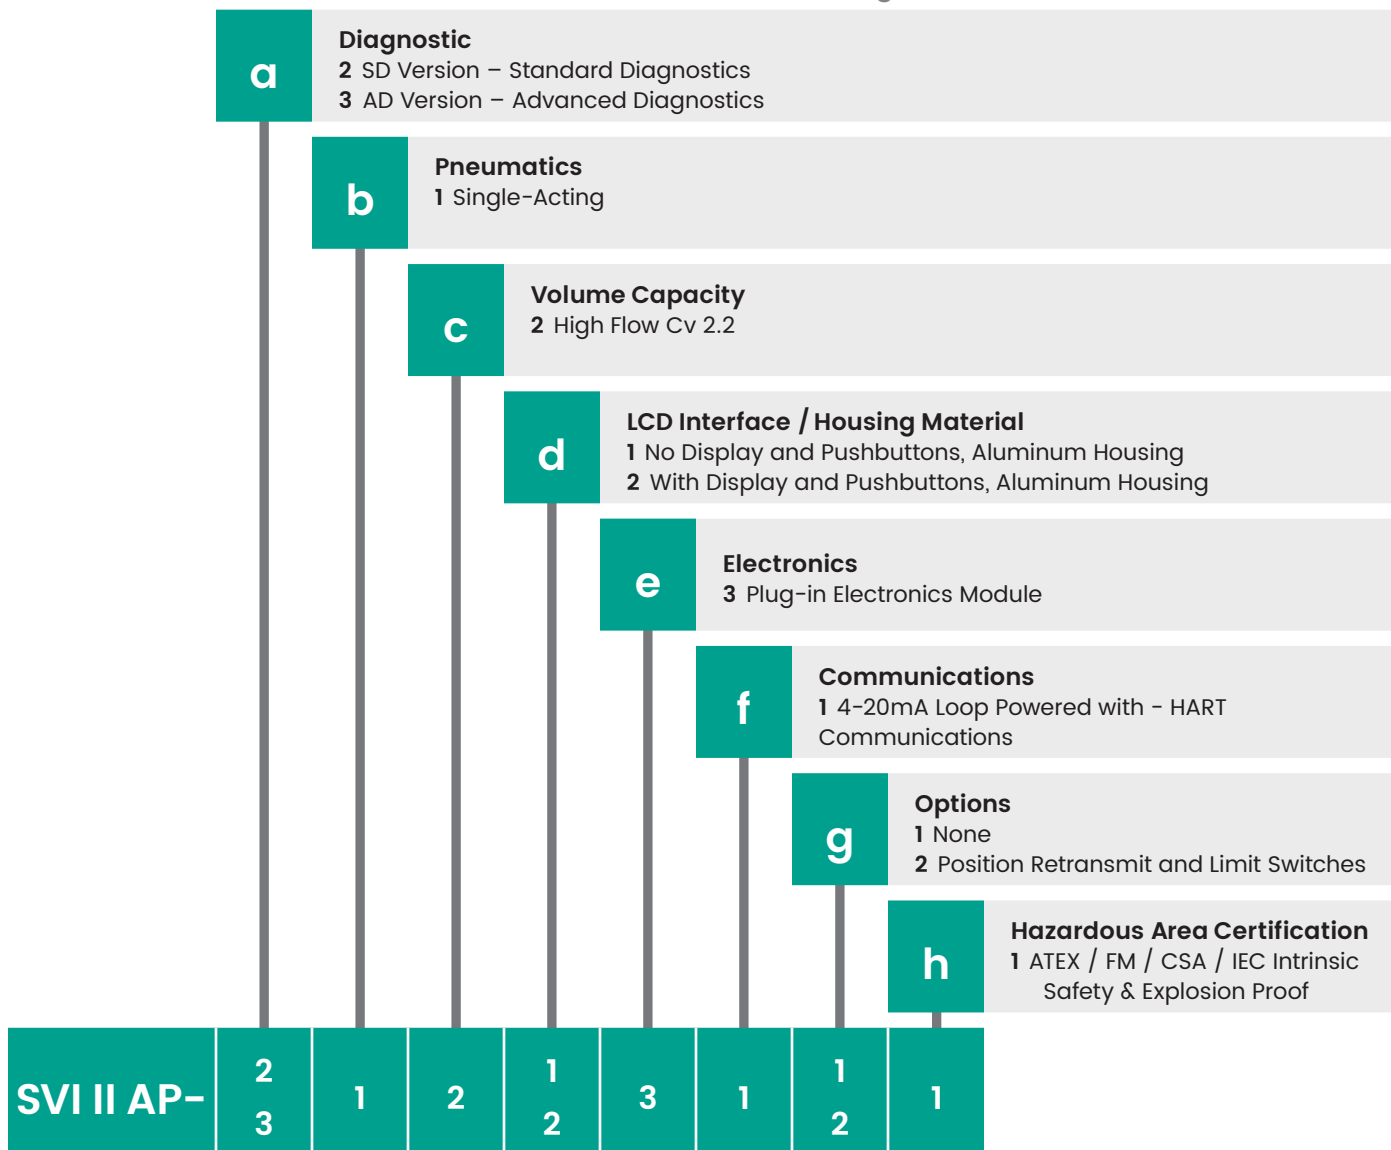 a
Diagnostic
2 SD Version – Standard Diagnostics
3 AD Version – Advanced Diagnostics
b
Pneumatics
1 Single-Acting
c
Volume Capacity
2 High Flow Cv 2.2
d
LCD Interface / Housing Material
1 No Display and Pushbuttons, Aluminum Housing
2 With Display and Pushbuttons, Aluminum Housing
e
Electronics
3 Plug-in Electronics Module
f
Communications
1 4-20mA Loop Powered with - HART
Communications
g
Options
1 None
2 Position Retransmit and Limit Switches
h
Hazardous Area Certification
1 ATEX / FM / CSA / IEC Intrinsic
Safety & Explosion Proof
SVI II AP-
2
3
1
2
1
2
3
1
1
2
1